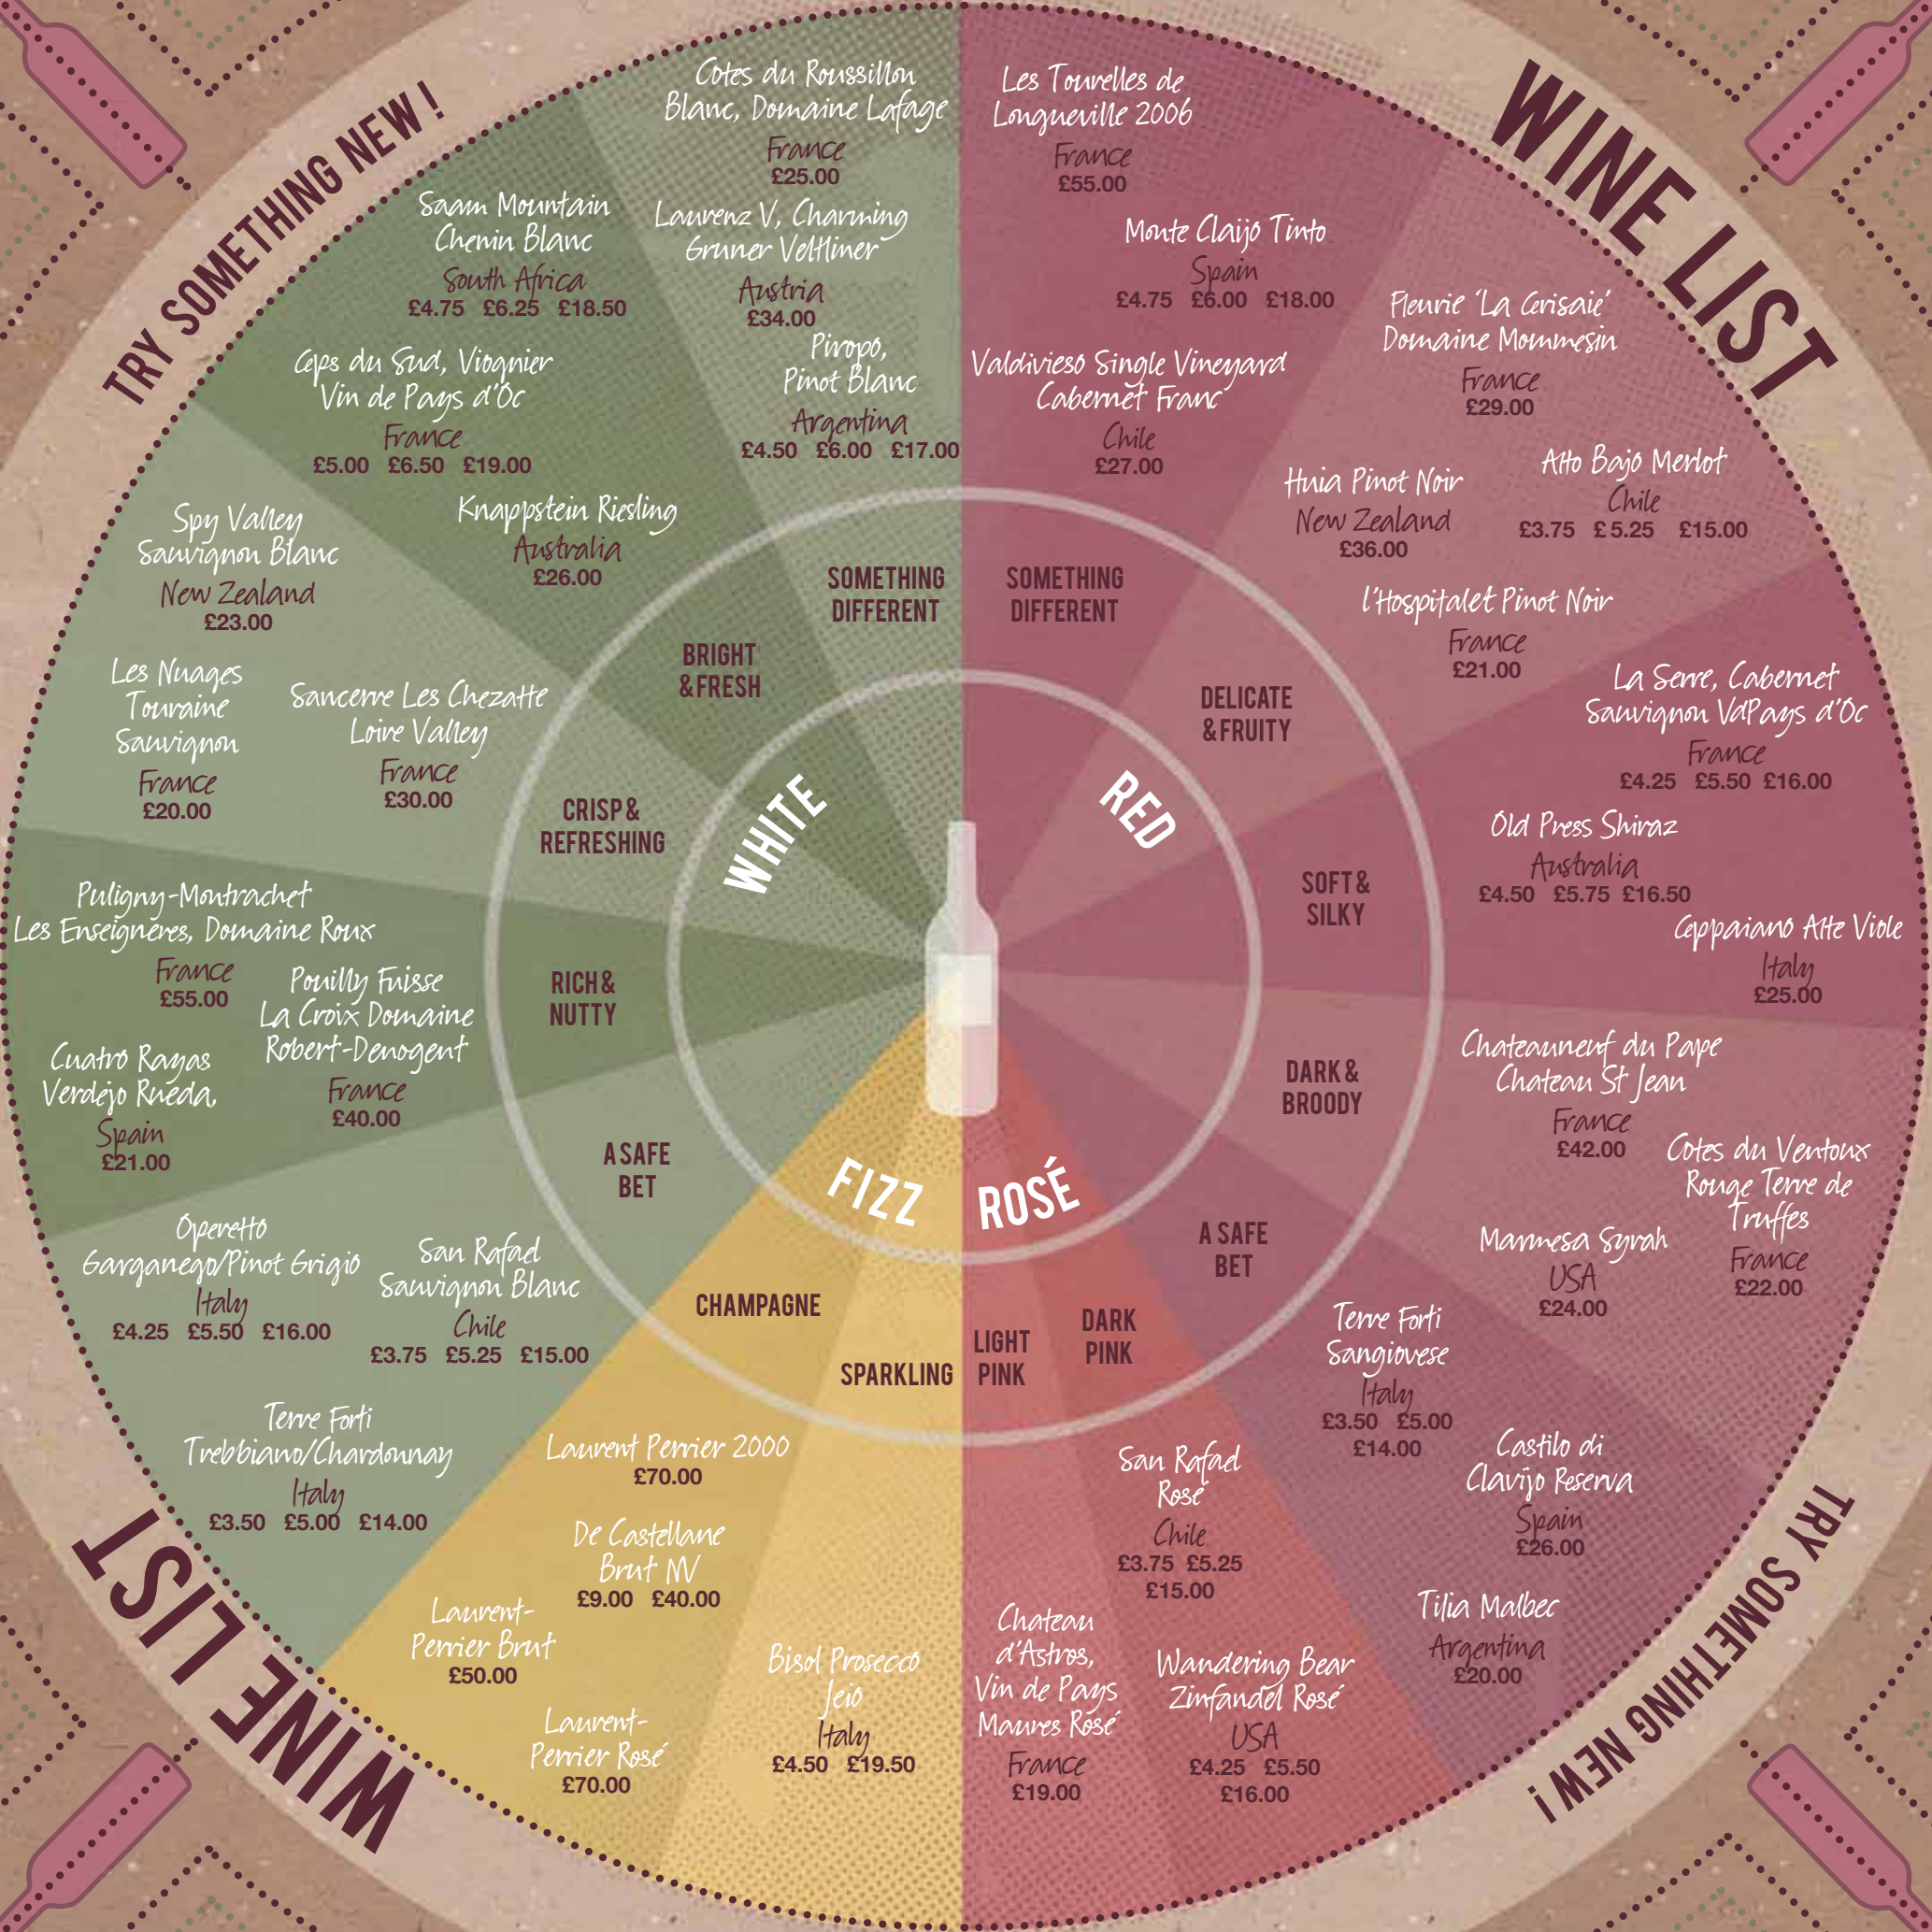 TRY SOMETHING NEW!
WINE LIST
WHITE
SOMETHING
DIFFERENT
Cotes du Roussillon
Blanc, Domaine Lafage
France
£25.00
Laurenz V, Charming
Gruner Veltliner
Austria
£34.00
Piropo,
Pinot Blanc
Argentina
£4.50 £6.00 £17.00
BRIGHT
& FRESH
Saam Mountain
Chenin Blanc
South Africa
£4.75 £6.25 £18.50
Ceps du Sud, Viognier
Vin de Pays d'Oc
France
£5.00 £6.50 £19.00
Knappstein Riesling
Australia
£26.00
CRISP &
REFRESHING
Spy Valley
Sauvignon Blanc
New Zealand
£23.00
Les Nuages
Touraine
Sauvignon
France
£20.00
Sancerre Les Chezatte
Loire Valley
France
£30.00
RICH &
NUTTY
Puligny-Montrachet
Les Enseigneres, Domaine Roux
France
£55.00
Pouilly Fuisse
La Croix Domaine
Robert-Denogent
France
£40.00
Cuatro Rayas
Verdejo Rueda,
Spain
£21.00
A SAFE
BET
Operetto
Garganego/Pinot Grigio
Italy
£4.25 £5.50 £16.00
San Rafael
Sauvignon Blanc
Chile
£3.75 £5.25 £15.00
Terre Forti
Trebbiano/Chardonnay
Italy
£3.50 £5.00 £14.00
RED
SOMETHING
DIFFERENT
Les Tourelles de
Longueville 2006
France
£55.00
Monte Clavijo Tinto
Spain
£4.75 £6.00 £18.00
Valdivieso Single Vineyard
Cabernet Franc
Chile
£27.00
DELICATE
& FRUITY
Fleurie 'La Cerisaie'
Domaine Mommesin
France
£29.00
Huia Pinot Noir
New Zealand
£36.00
Alto Bajo Merlot
Chile
£3.75 £5.25 £15.00
l'Hospitalet Pinot Noir
France
£21.00
SOFT &
SILKY
La Serre, Cabernet
Sauvignon VdPays d'Oc
France
£4.25 £5.50 £16.00
Old Press Shiraz
Australia
£4.50 £5.75 £16.50
Ceppaiano Alte Viole
Italy
£25.00
DARK &
BROODY
Chateauneuf du Pape
Chateau St Jean
France
£42.00
Cotes du Ventoux
Rouge Terre de
Truffes
France
£22.00
Marmesa Syrah
USA
£24.00
A SAFE
BET
Terre Forti
Sangiovese
Italy
£3.50 £5.00
£14.00
Castilo di
Clavijo Reserva
Spain
£26.00
Tilia Malbec
Argentina
£20.00
FIZZ
CHAMPAGNE
Laurent Perrier 2000
£70.00
De Castellane
Brut NV
£9.00 £40.00
Laurent-
Perrier Brut
£50.00
Laurent-
Perrier Rosé
£70.00
SPARKLING
Bisol Prosecco
Jeio
Italy
£4.50 £19.50
ROSÉ
LIGHT
PINK
Chateau
d'Astros,
Vin de Pays
Maures Rosé
France
£19.00
DARK
PINK
San Rafael
Rosé
Chile
£3.75 £5.25
£15.00
Wandering Bear
Zinfandel Rosé
USA
£4.25 £5.50
£16.00
WINE LIST
TRY SOMETHING NEW!